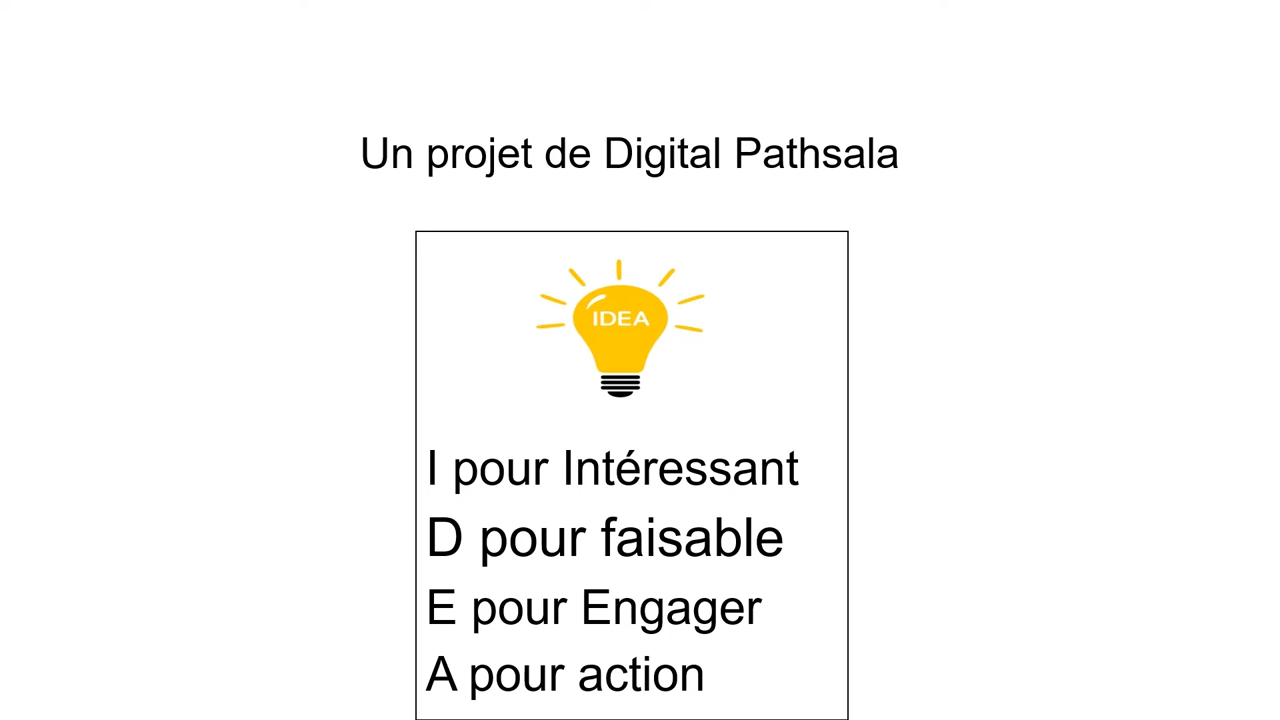 Un projet de Digital Pathsala
IDEA
I pour Intéressant
D pour faisable
E pour Engager
A pour action